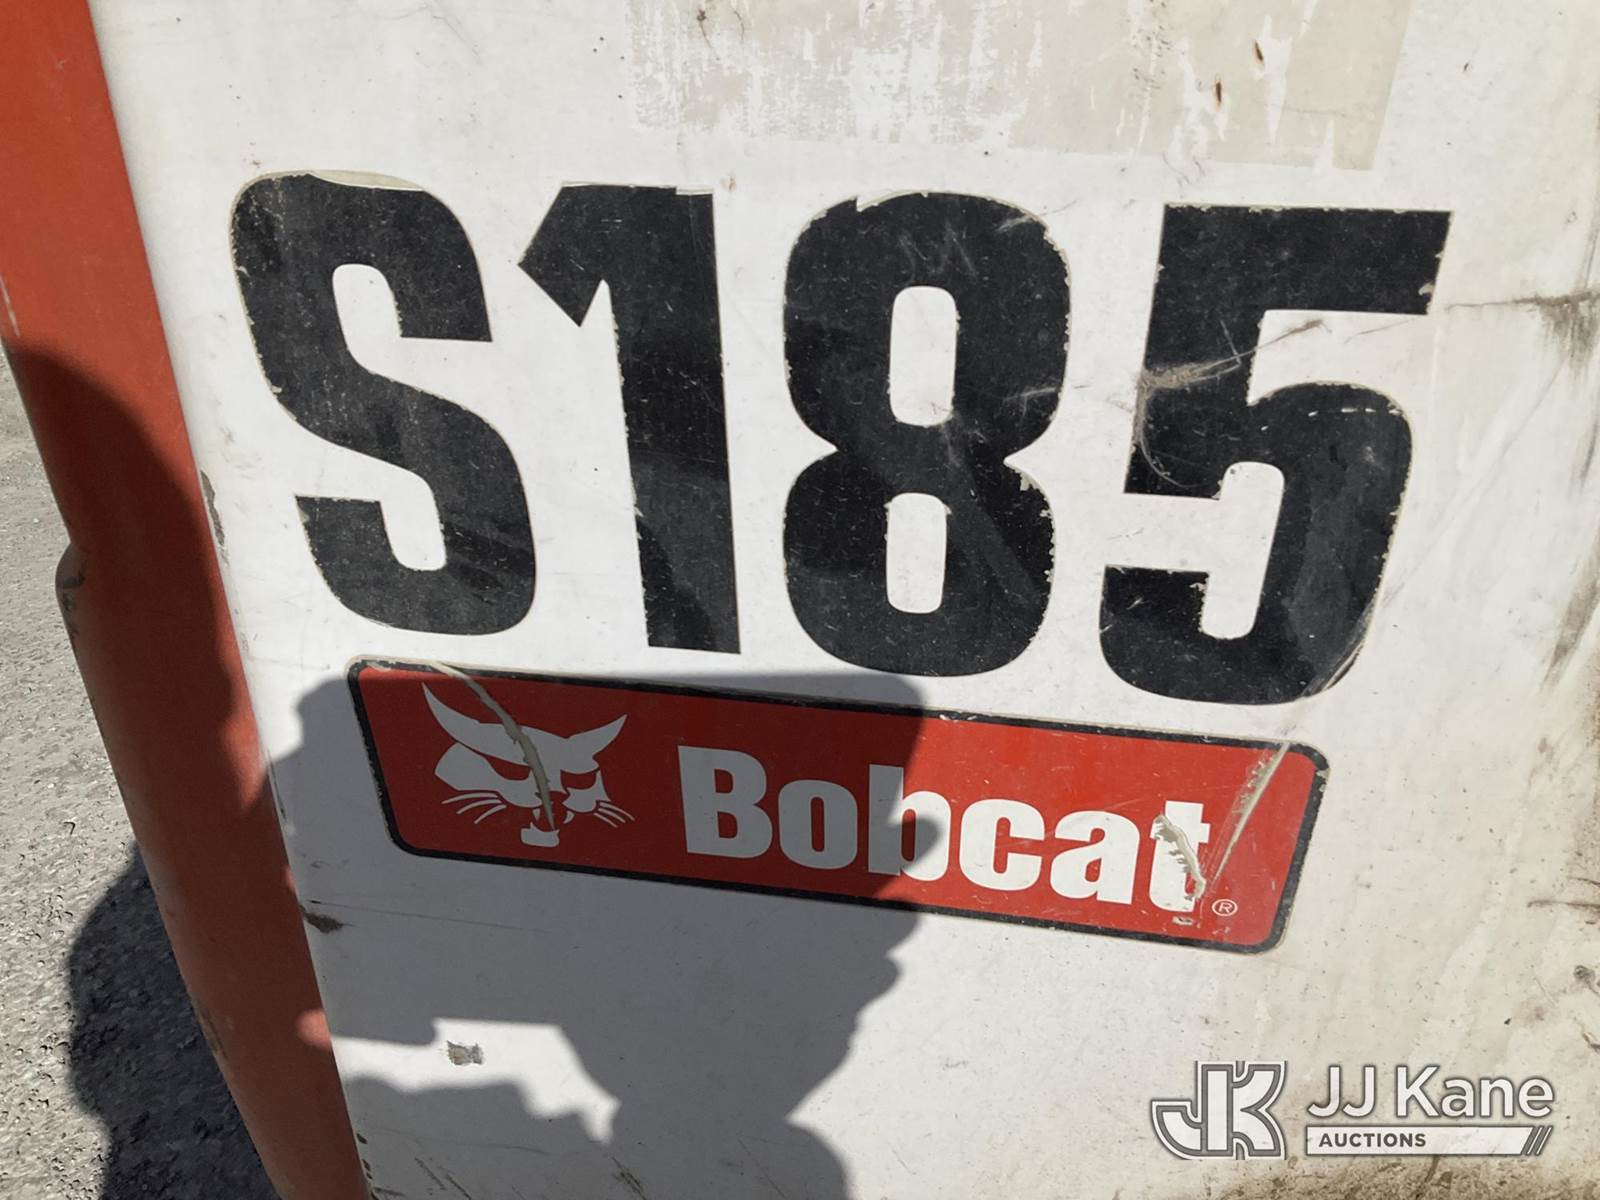 S185
Bobcat®
JJ Kane
AUCTIONS